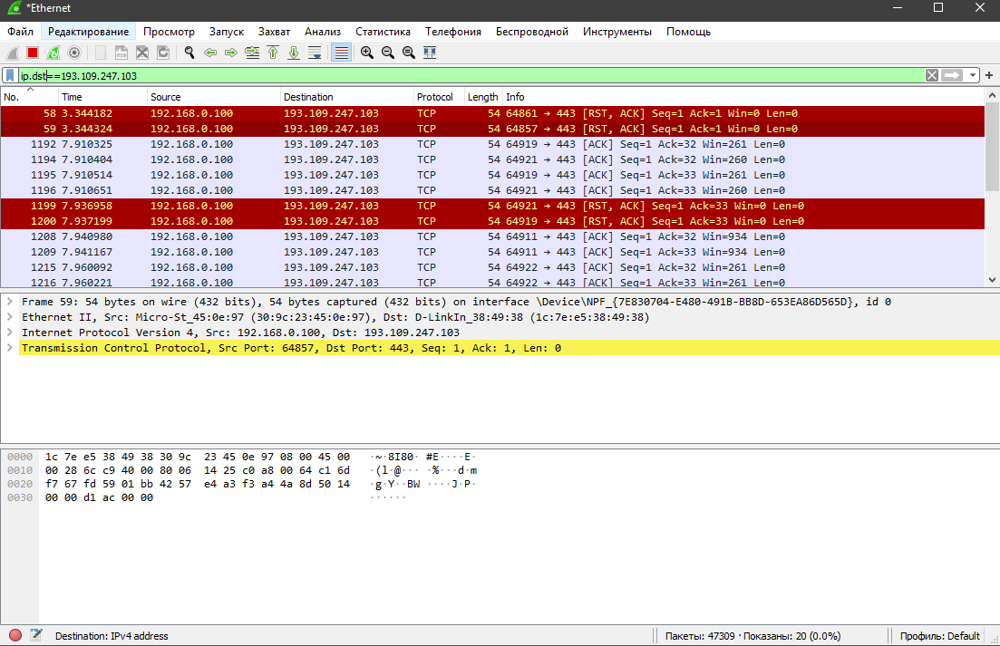 *Ethernet
Файл Редактирование Просмотр Запуск Захват Анализ Статистика Телефония Беспроводной Инструменты Помощь
ip.dst==193.109.247.103
No. Time Source Destination Protocol Length Info
58 3.344182 192.168.0.100 193.109.247.103 TCP 54 64861 → 443 [RST, ACK] Seq=1 Ack=1 Win=0 Len=0
59 3.344324 192.168.0.100 193.109.247.103 TCP 54 64857 → 443 [RST, ACK] Seq=1 Ack=1 Win=0 Len=0
1192 7.910325 192.168.0.100 193.109.247.103 TCP 54 64919 → 443 [ACK] Seq=1 Ack=32 Win=261 Len=0
1194 7.910404 192.168.0.100 193.109.247.103 TCP 54 64921 → 443 [ACK] Seq=1 Ack=32 Win=260 Len=0
1195 7.910514 192.168.0.100 193.109.247.103 TCP 54 64919 → 443 [ACK] Seq=1 Ack=33 Win=261 Len=0
1196 7.910651 192.168.0.100 193.109.247.103 TCP 54 64921 → 443 [ACK] Seq=1 Ack=33 Win=260 Len=0
1199 7.936958 192.168.0.100 193.109.247.103 TCP 54 64921 → 443 [RST, ACK] Seq=1 Ack=33 Win=0 Len=0
1200 7.937199 192.168.0.100 193.109.247.103 TCP 54 64919 → 443 [RST, ACK] Seq=1 Ack=33 Win=0 Len=0
1208 7.940980 192.168.0.100 193.109.247.103 TCP 54 64911 → 443 [ACK] Seq=1 Ack=32 Win=934 Len=0
1209 7.941167 192.168.0.100 193.109.247.103 TCP 54 64911 → 443 [ACK] Seq=1 Ack=33 Win=934 Len=0
1215 7.960092 192.168.0.100 193.109.247.103 TCP 54 64922 → 443 [ACK] Seq=1 Ack=32 Win=261 Len=0
1216 7.960221 192.168.0.100 193.109.247.103 TCP 54 64922 → 443 [ACK] Seq=1 Ack=33 Win=261 Len=0
Frame 59: 54 bytes on wire (432 bits), 54 bytes captured (432 bits) on interface \Device\NPF_{7E830704-E480-491B-BB8D-653EA86D565D}, id 0
Ethernet II, Src: Micro-St_45:0e:97 (30:9c:23:45:0e:97), Dst: D-LinkIn_38:49:38 (1c:7e:e5:38:49:38)
Internet Protocol Version 4, Src: 192.168.0.100, Dst: 193.109.247.103
Transmission Control Protocol, Src Port: 64857, Dst Port: 443, Seq: 1, Ack: 1, Len: 0
0000 1c 7e e5 38 49 38 30 9c 23 45 0e 97 08 00 45 00 ·~·8I80· #E····E·
0010 00 28 6c c9 40 00 80 06 14 25 c0 a8 00 64 c1 6d ·(l·@··· ·%···d·m
0020 f7 67 fd 59 01 bb 42 57 e4 a3 f3 a4 4a 8d 50 14 ·g·Y··BW ····J·P·
0030 00 00 d1 ac 00 00 ······
Destination: IPv4 address Пакеты: 47309 · Показаны: 20 (0.0%) Профиль: Default